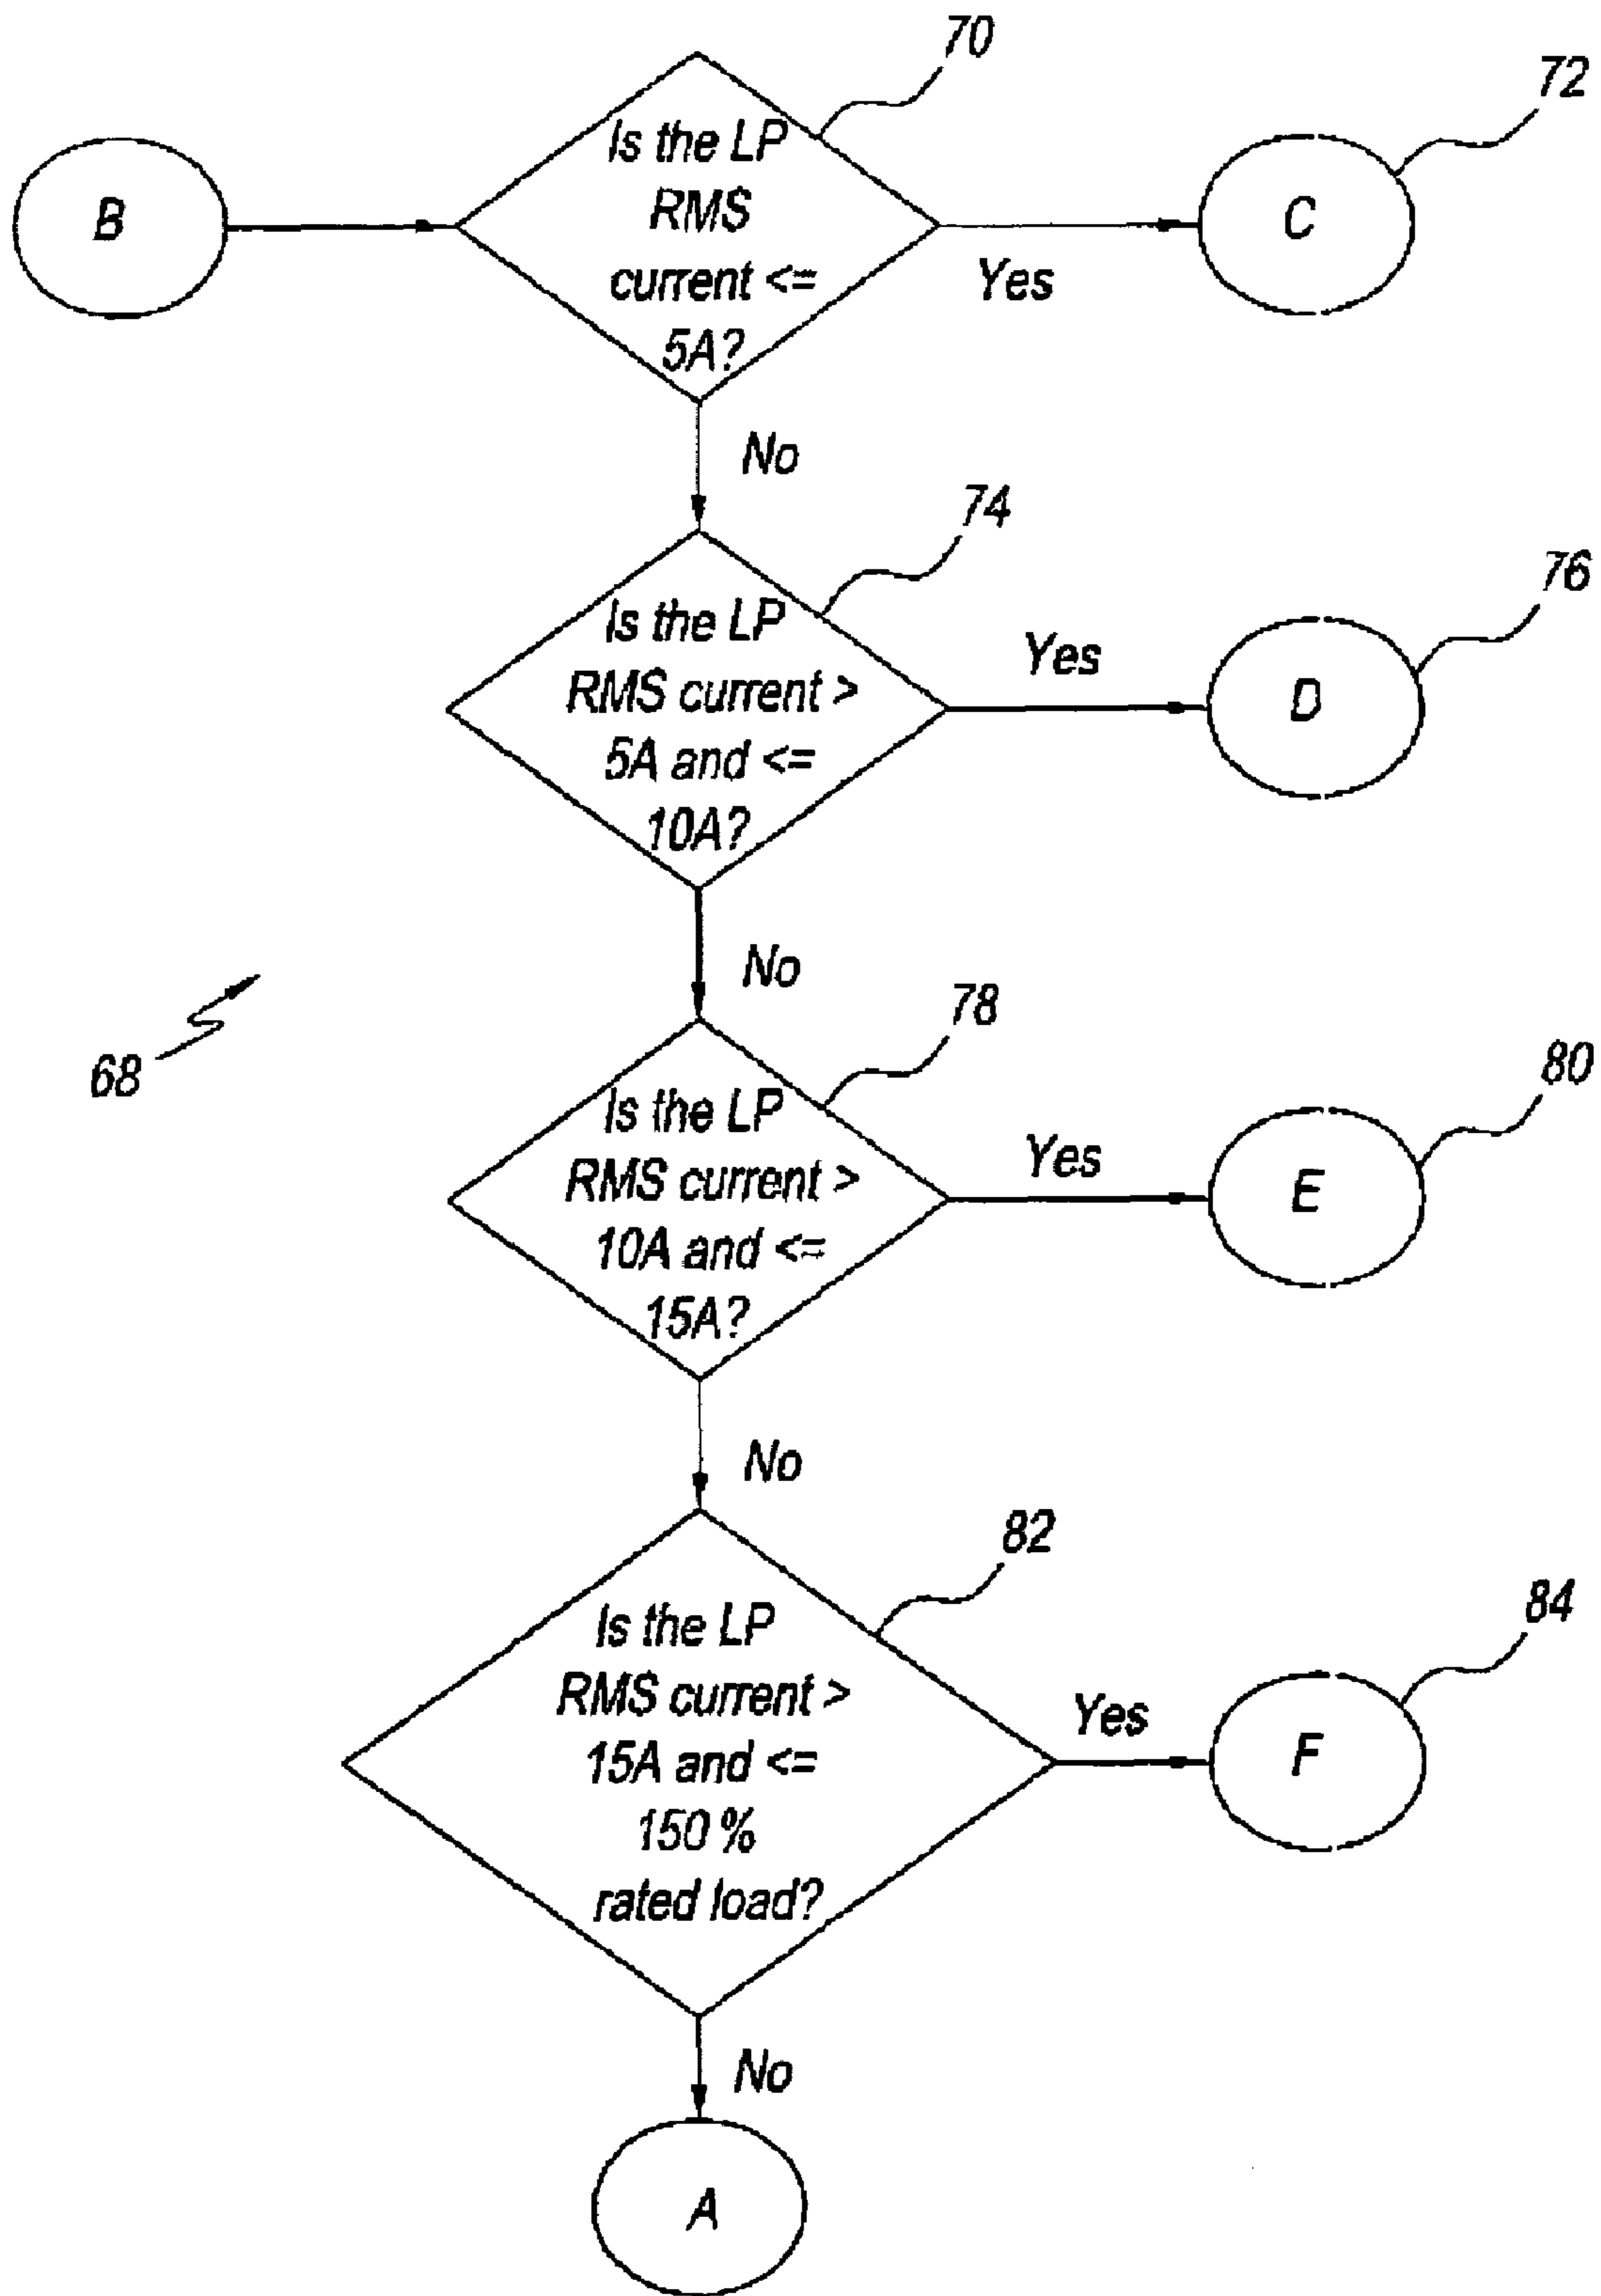 70
72
B
Is the LP
RMS
current <=
5A?
Yes
C
No
74
76
Is the LP
RMS current >
5A and <=
10A?
Yes
D
No
68
78
80
Is the LP
RMS current >
10A and <=
15A?
Yes
E
No
82
84
Is the LP
RMS current >
15A and <=
150 %
rated load?
Yes
F
No
A